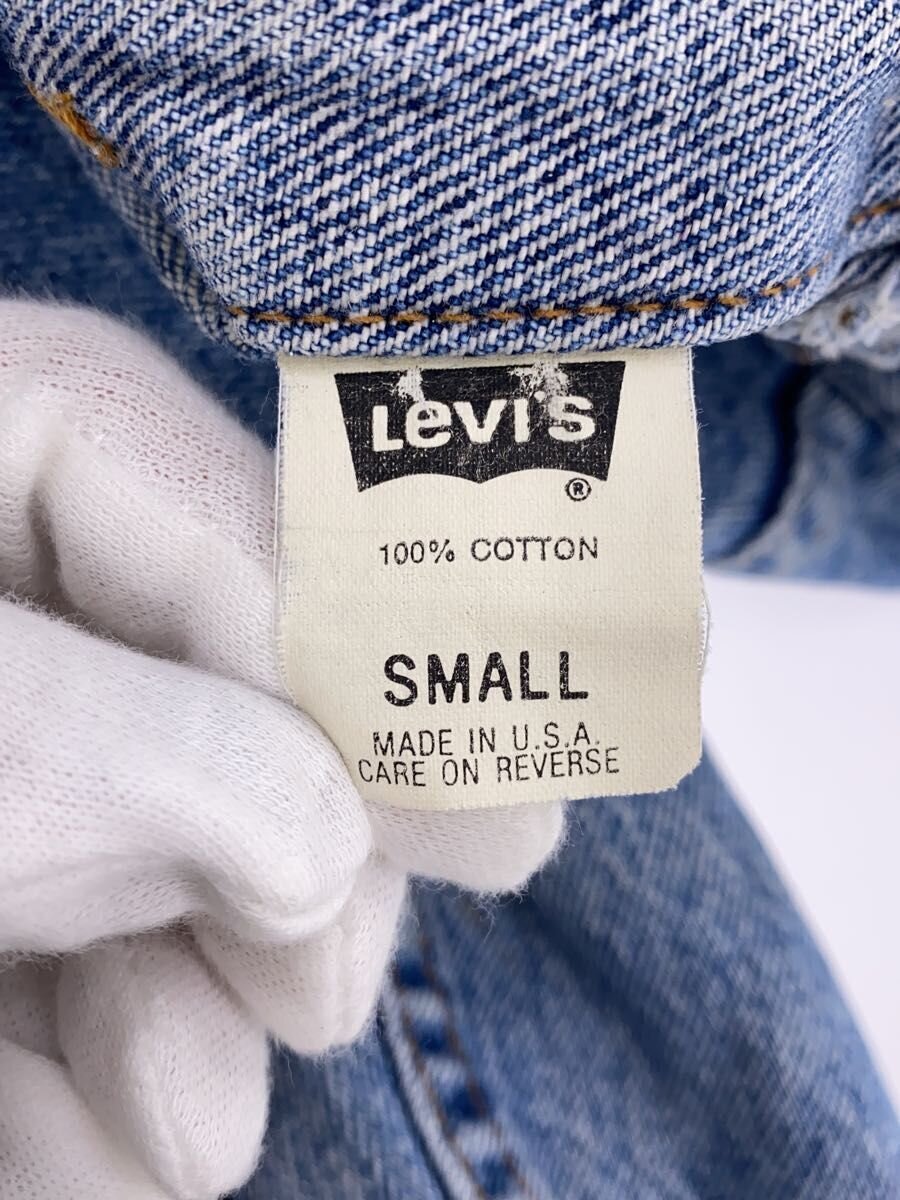 Levi's
®
100% COTTON
SMALL
MADE IN U.S.A.
CARE ON REVERSE